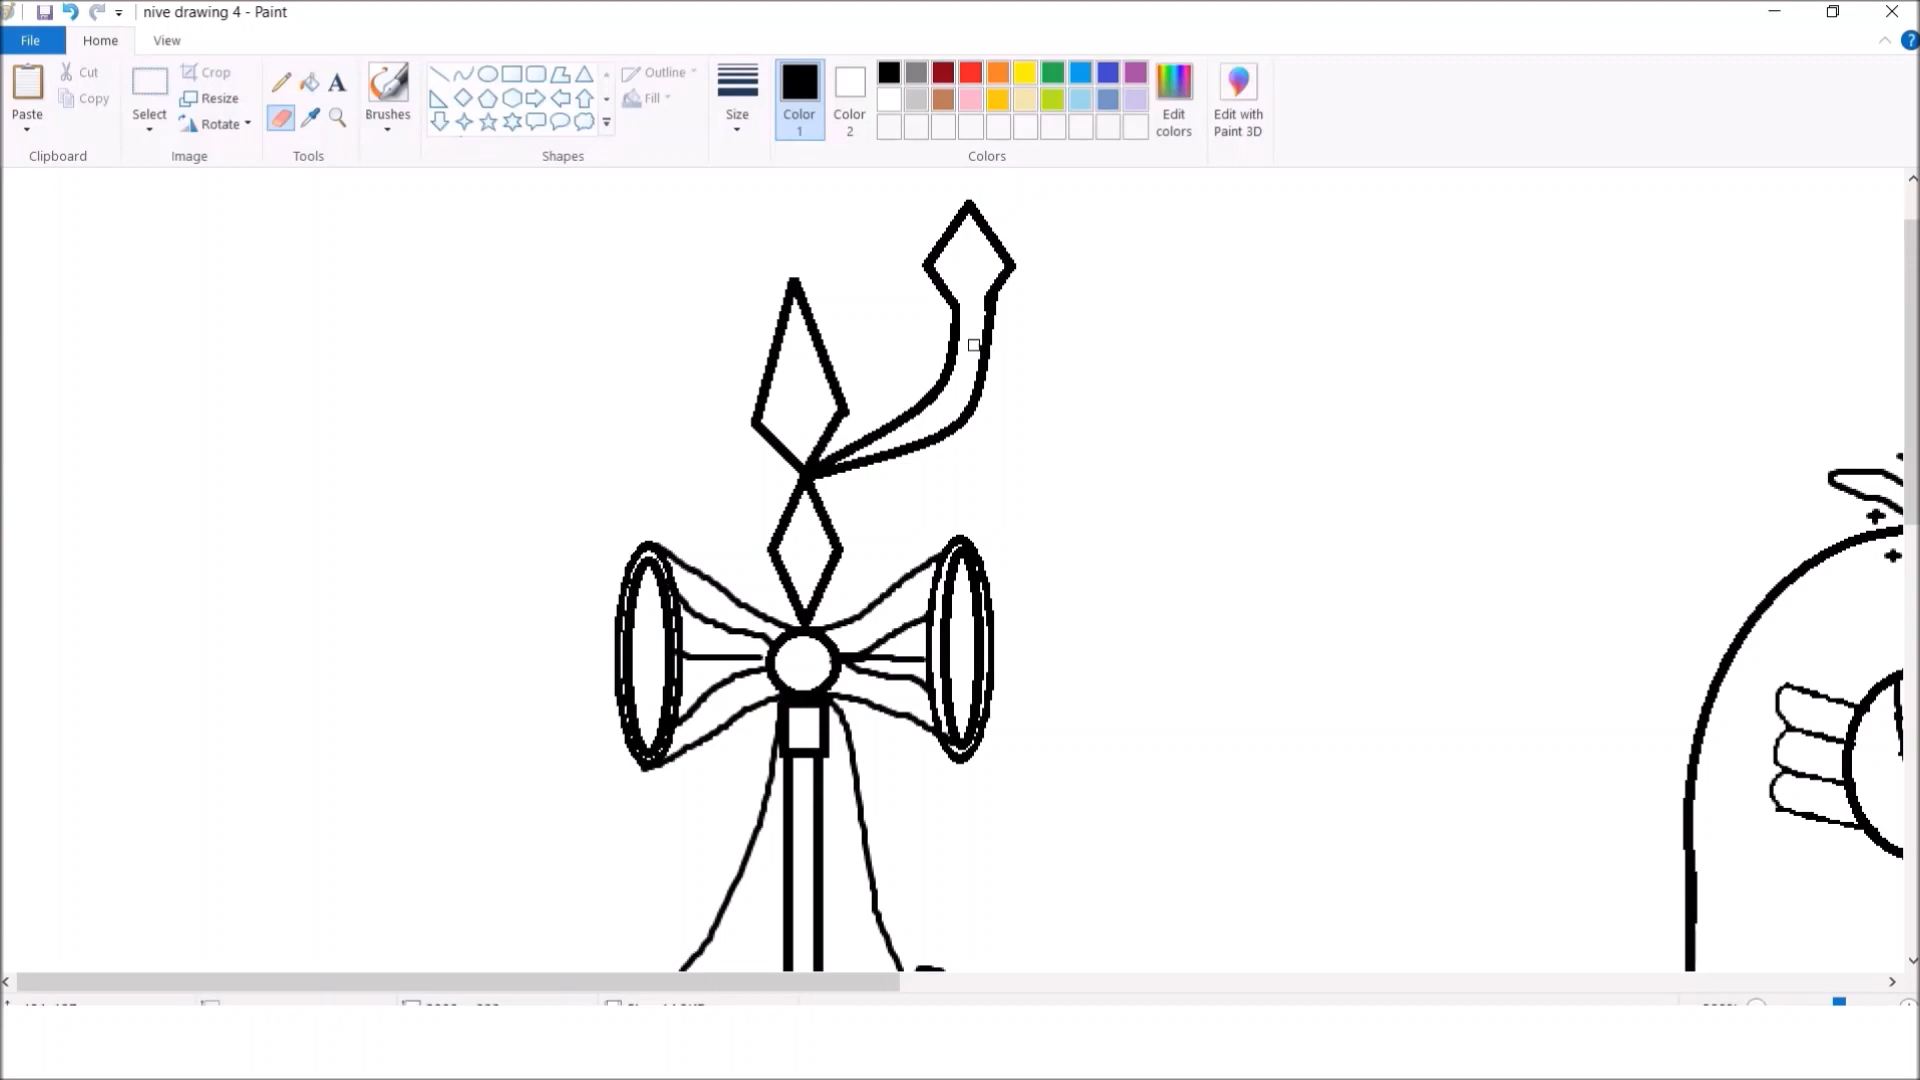 nive drawing 4 - Paint
File
Home
View
?
Paste
Cut
Copy
Clipboard
Select
Crop
Resize
Rotate
Image
A
Tools
Brushes
Outline
Fill
Shapes
Size
Color
1
Color
2
Edit
colors
Edit with
Paint 3D
Colors